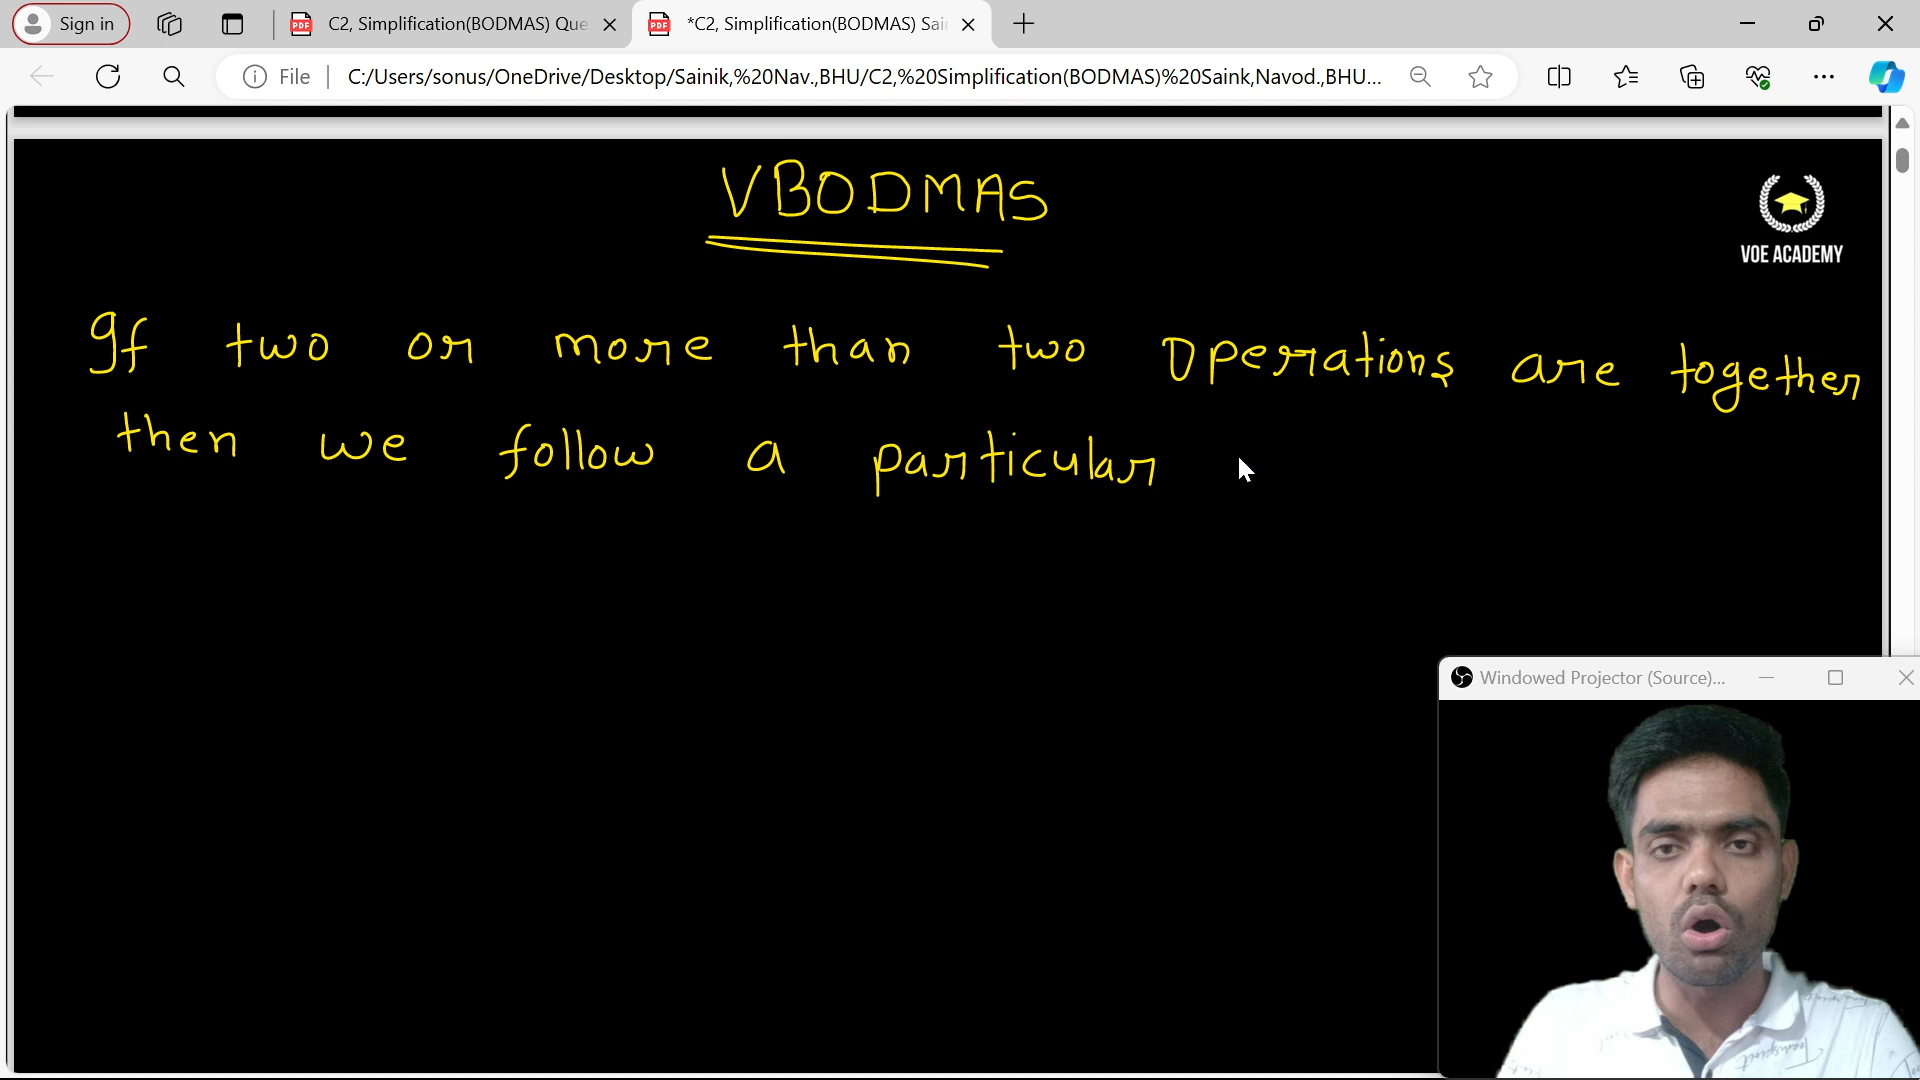 Sign in
C2, Simplification(BODMAS) Que
*C2, Simplification(BODMAS) Sai
File
C:/Users/sonus/OneDrive/Desktop/Sainik,%20Nav.,BHU/C2,%20Simplification(BODMAS)%20Saink,Navod.,BHU...
VBODMAS
VOE ACADEMY
If two or more than two operations are together
then we follow a particular
Windowed Projector (Source)...